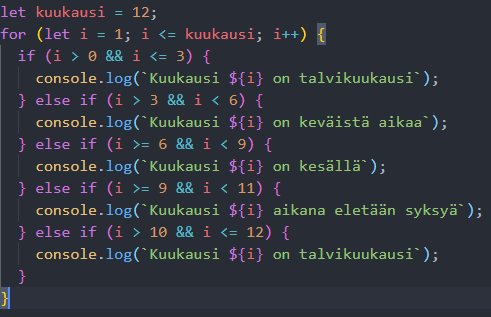 let kuukausi = 12;
for (let i = 1; i <= kuukausi; i++) {
  if (i > 0 && i <= 3) {
    console.log(`Kuukausi ${i} on talvikuukausi`);
  } else if (i > 3 && i < 6) {
    console.log(`Kuukausi ${i} on keväistä aikaa`);
  } else if (i >= 6 && i < 9) {
    console.log(`Kuukausi ${i} on kesällä`);
  } else if (i >= 9 && i < 11) {
    console.log(`Kuukausi ${i} aikana eletään syksyä`);
  } else if (i > 10 && i <= 12) {
    console.log(`Kuukausi ${i} on talvikuukausi`);
  }
}